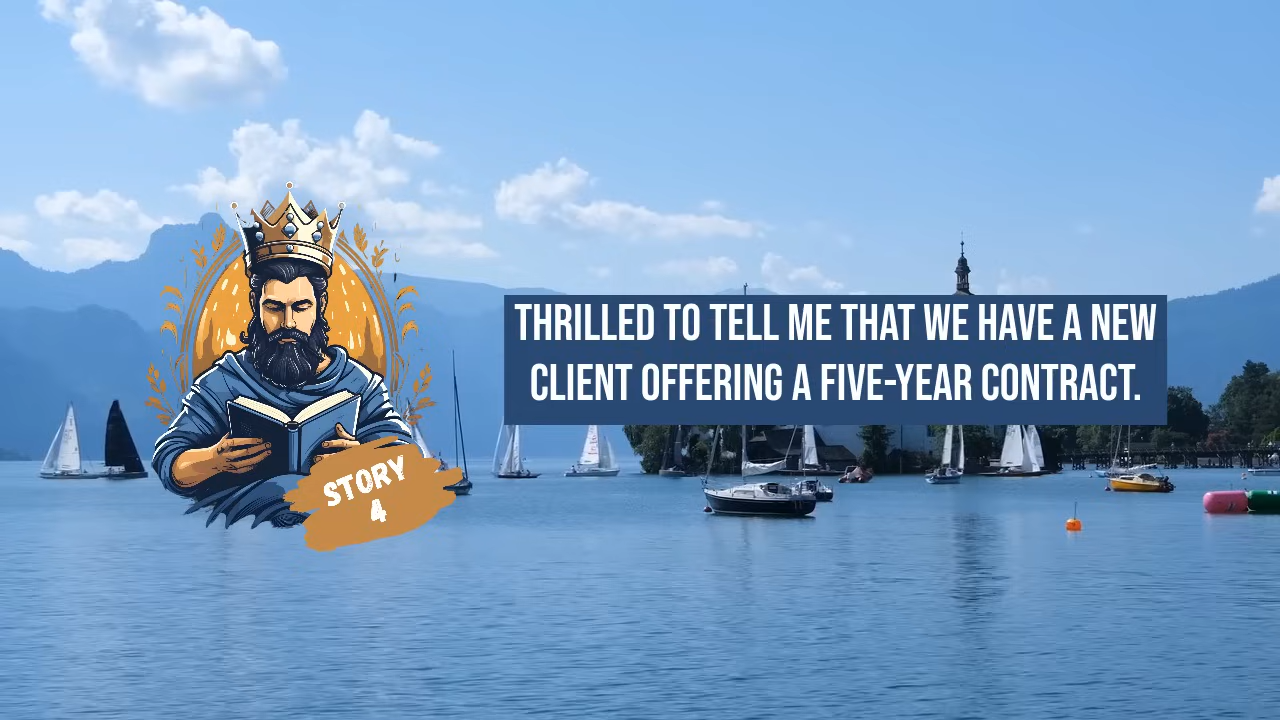 THRILLED TO TELL ME THAT WE HAVE A NEW
CLIENT OFFERING A FIVE-YEAR CONTRACT.
STORY
4